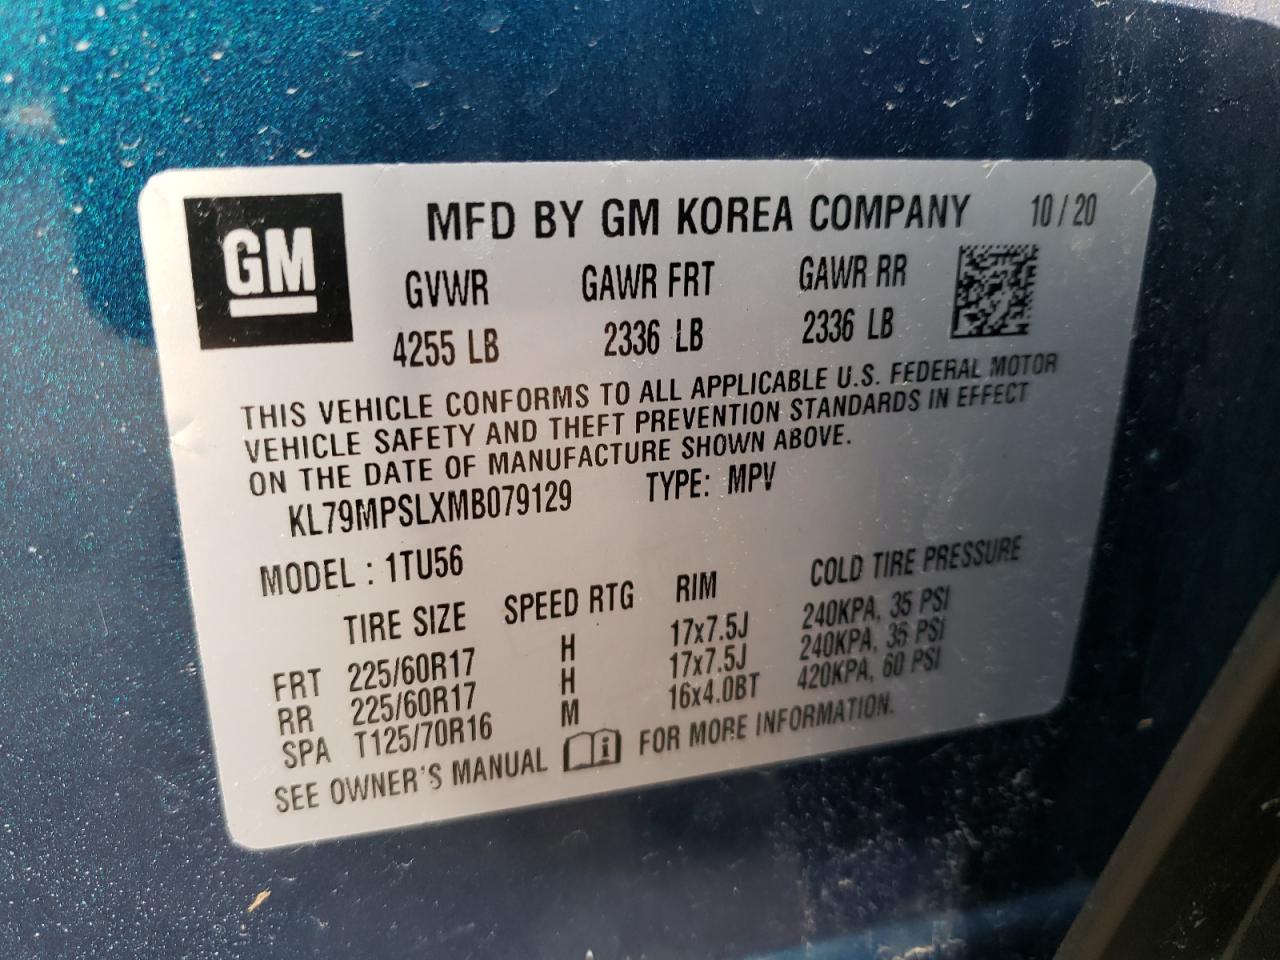 GM
MFD BY GM KOREA COMPANY 10/20
GVWR GAWR FRT GAWR RR
4255 LB 2336 LB 2336 LB
THIS VEHICLE CONFORMS TO ALL APPLICABLE U.S. FEDERAL MOTOR
VEHICLE SAFETY AND THEFT PREVENTION STANDARDS IN EFFECT
ON THE DATE OF MANUFACTURE SHOWN ABOVE.
KL79MPSLXMB079129 TYPE: MPV
MODEL : 1TU56
TIRE SIZE SPEED RTG RIM COLD TIRE PRESSURE
FRT 225/60R17 H 17x7.5J 240KPA, 35 PSI
RR 225/60R17 H 17x7.5J 240KPA, 35 PSI
SPA T125/70R16 M 16x4.0BT 420KPA, 60 PSI
SEE OWNER'S MANUAL i FOR MORE INFORMATION.